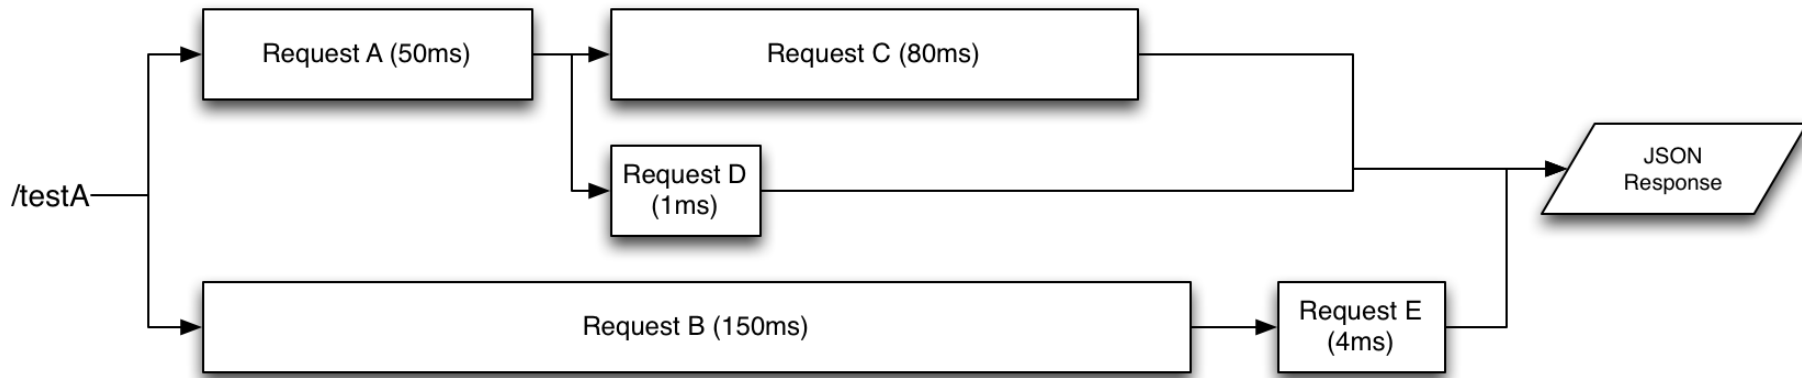 Request A (50ms)
Request C (80ms)
Request D
(1ms)
JSON
Response
/testA
Request B (150ms)
Request E
(4ms)